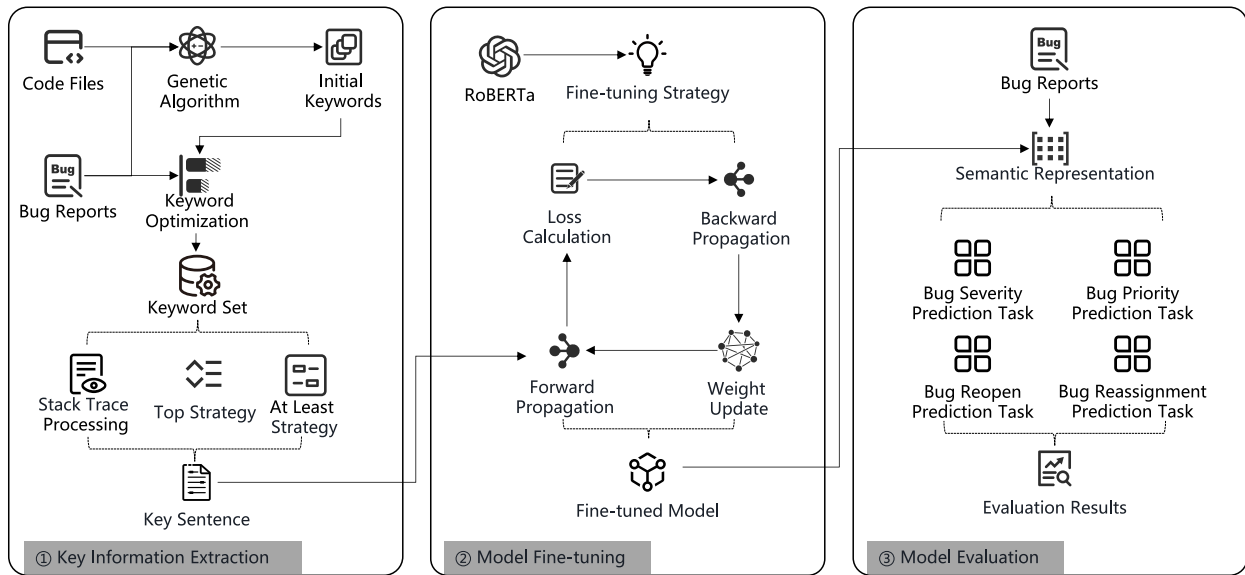 Code Files
Genetic
Algorithm
Initial
Keywords
Bug
Bug Reports
Keyword
Optimization
Keyword Set
Stack Trace
Processing
Top Strategy
At Least
Strategy
Key Sentence
① Key Information Extraction
RoBERTa
Fine-tuning Strategy
Loss
Calculation
Backward
Propagation
Forward
Propagation
Weight
Update
Fine-tuned Model
② Model Fine-tuning
Bug
Bug Reports
Semantic Representation
Bug Severity
Prediction Task
Bug Priority
Prediction Task
Bug Reopen
Prediction Task
Bug Reassignment
Prediction Task
Evaluation Results
③ Model Evaluation